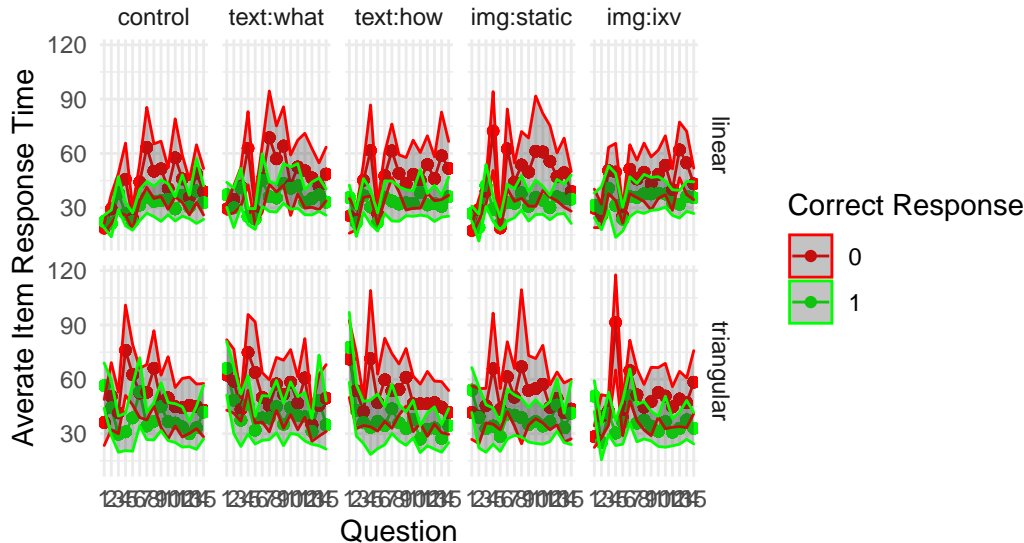 control text:what text:how img:static img:ixv
120
90
60
30
linear
120
90
60
30
triangular
Averate Item Response Time
Question
Correct Response
0
1